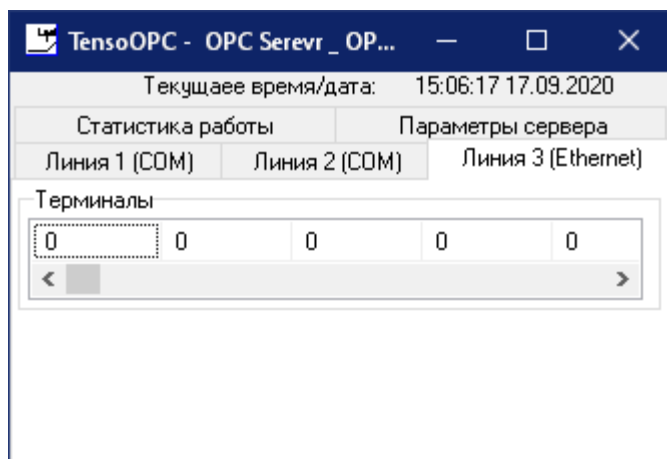 TensoOPC - OPC Serevr _ OP...
Текущаее время/дата: 15:06:17 17.09.2020
Статистика работы Параметры сервера
Линия 1 (COM) Линия 2 (COM) Линия 3 (Ethernet)
Терминалы
0 0 0 0 0